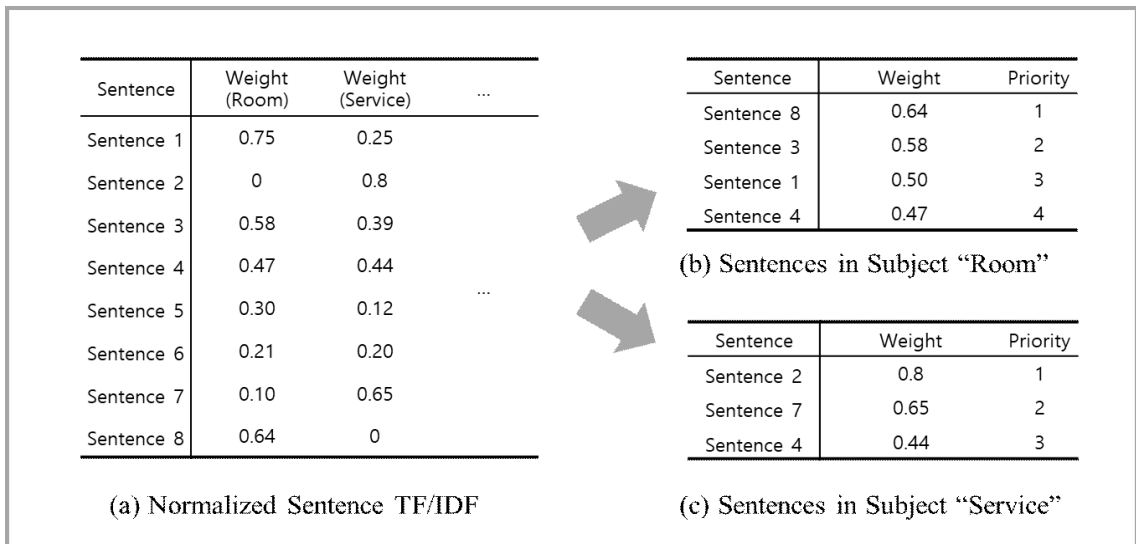 Sentence Weight (Room) Weight (Service) ...
Sentence 1 0.75 0.25
Sentence 2 0 0.8
Sentence 3 0.58 0.39
Sentence 4 0.47 0.44
...
Sentence 5 0.30 0.12
Sentence 6 0.21 0.20
Sentence 7 0.10 0.65
Sentence 8 0.64 0
(a) Normalized Sentence TF/IDF
Sentence Weight Priority
Sentence 8 0.64 1
Sentence 3 0.58 2
Sentence 1 0.50 3
Sentence 4 0.47 4
(b) Sentences in Subject “Room”
Sentence Weight Priority
Sentence 2 0.8 1
Sentence 7 0.65 2
Sentence 4 0.44 3
(c) Sentences in Subject “Service”